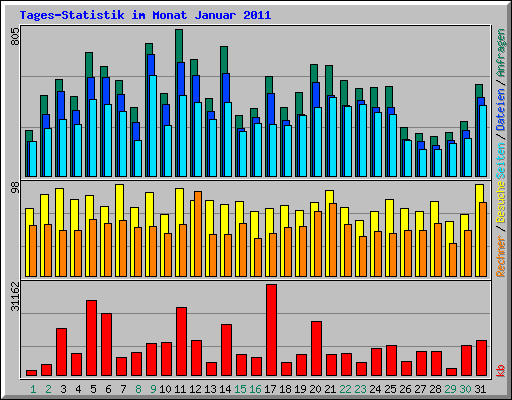 Tages-Statistik im Monat Januar 2011
805
98
31162
Rechner / Besuche Seiten / Dateien / Anfragen
kb
1 2 3 4 5 6 7 8 9 10 11 12 13 14 15 16 17 18 19 20 21 22 23 24 25 26 27 28 29 30 31